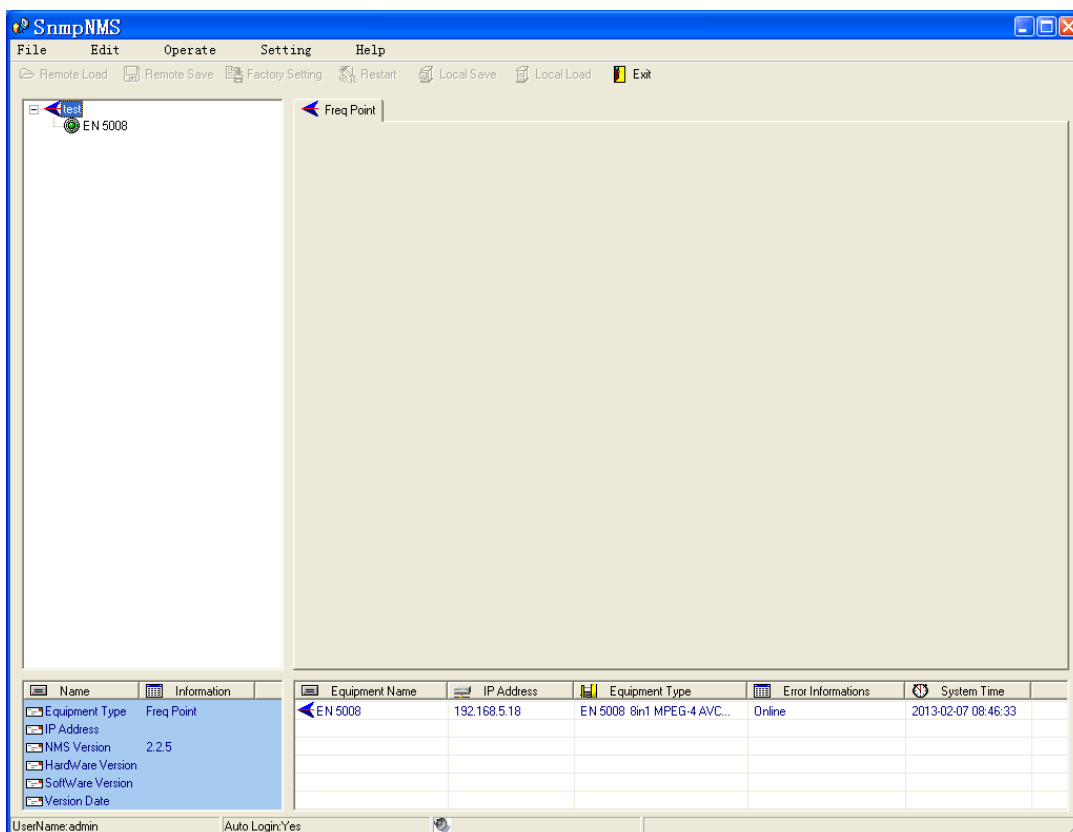 SnmpNMS
File Edit Operate Setting Help
Remote Load Remote Save Factory Setting Restart Local Save Local Load Exit
test
EN 5008
Freq Point
Name Information
Equipment Type Freq Point
IP Address
NMS Version 2.2.5
HardWare Version
SoftWare Version
Version Date
Equipment Name IP Address Equipment Type Error Informations System Time
EN 5008 192.168.5.18 EN 5008 8in1 MPEG-4 AVC... Online 2013-02-07 08:46:33
UserName:admin Auto Login:Yes